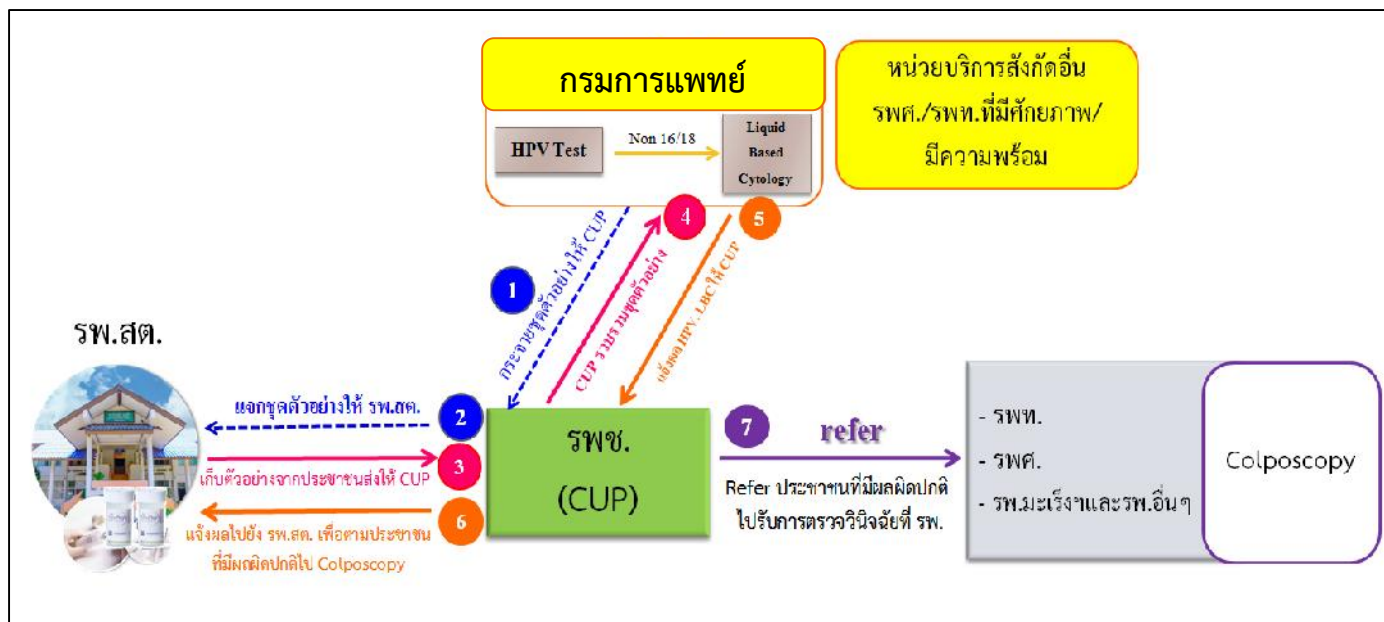 กรมการแพทย์
หน่วยบริการสังกัดอื่น
รพศ./รพท.ที่มีศักยภาพ/
มีความพร้อม
HPV Test
Non 16/18
Liquid
Based
Cytology
1
กระจายชุดตัวอย่างให้ CUP
4
CUP รวบรวมชุดตัวอย่าง
5
แจ้งผล HPV, LBC ให้ CUP
รพ.สต.
แจกชุดตัวอย่างให้ รพ.สต.
2
เก็บตัวอย่างจากประชาชนส่งให้ CUP
3
แจ้งผลไปยัง รพ.สต. เพื่อตามประชาชน
ที่มีผลผิดปกติไป Colposcopy
6
รพช.
(CUP)
7
refer
Refer ประชาชนที่มีผลผิดปกติ
ไปรับการตรวจวินิจฉัยที่ รพ.
- รพท.
- รพศ.
- รพ.มะเร็งฯและรพ.อื่นๆ
Colposcopy